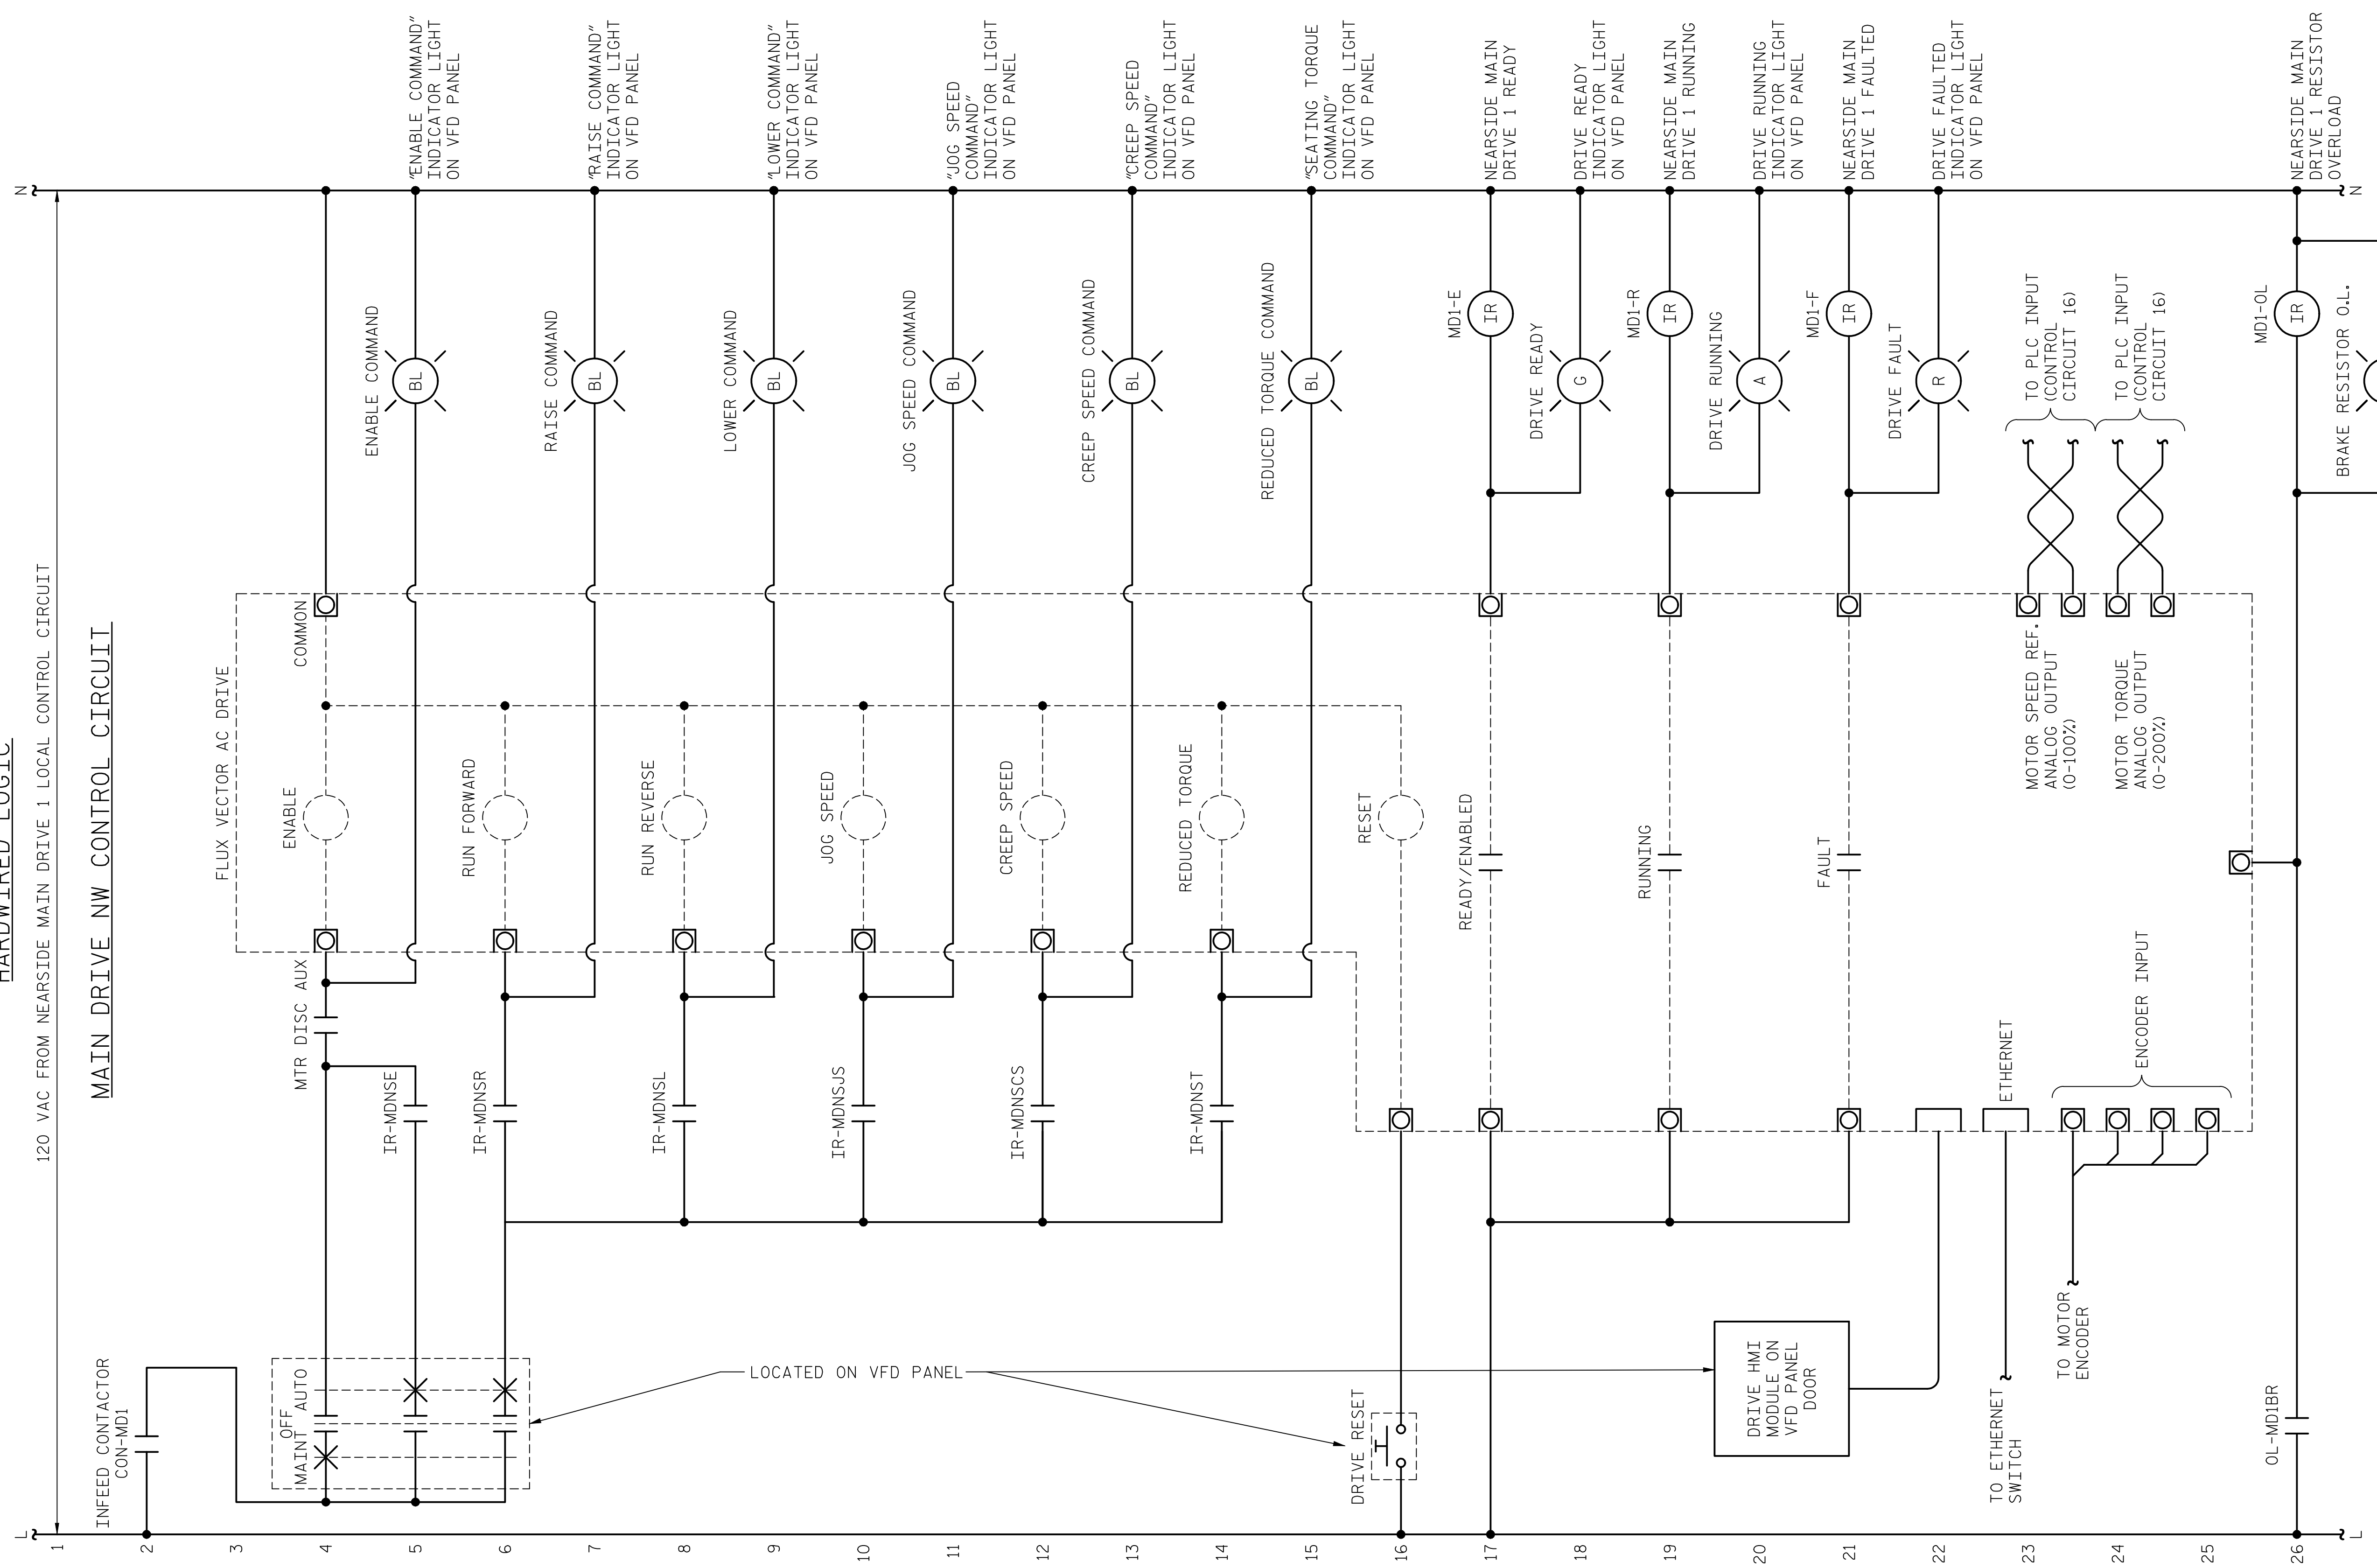 HARDWIRED LOGIC
120 VAC FROM NEARSIDE MAIN DRIVE 1 LOCAL CONTROL CIRCUIT
MAIN DRIVE NW CONTROL CIRCUIT
L
N
1
2
INFEED CONTACTOR
CON-MD1
3
FLUX VECTOR AC DRIVE
OFF
MAINT
AUTO
4
MTR DISC AUX
ENABLE
COMMON
5
IR-MDNSE
ENABLE COMMAND
BL
"ENABLE COMMAND"
INDICATOR LIGHT
ON VFD PANEL
6
IR-MDNSR
RUN FORWARD
7
RAISE COMMAND
BL
"RAISE COMMAND"
INDICATOR LIGHT
ON VFD PANEL
8
IR-MDNSL
RUN REVERSE
9
LOWER COMMAND
BL
"LOWER COMMAND"
INDICATOR LIGHT
ON VFD PANEL
LOCATED ON VFD PANEL
10
IR-MDNSJS
JOG SPEED
11
JOG SPEED COMMAND
BL
"JOG SPEED
COMMAND"
INDICATOR LIGHT
ON VFD PANEL
12
IR-MDNSCS
CREEP SPEED
13
CREEP SPEED COMMAND
BL
"CREEP SPEED
COMMAND"
INDICATOR LIGHT
ON VFD PANEL
14
IR-MDNST
REDUCED TORQUE
15
REDUCED TORQUE COMMAND
BL
"SEATING TORQUE
COMMAND"
INDICATOR LIGHT
ON VFD PANEL
16
DRIVE RESET
RESET
17
READY/ENABLED
MD1-E
IR
NEARSIDE MAIN
DRIVE 1 READY
18
DRIVE READY
G
DRIVE READY
INDICATOR LIGHT
ON VFD PANEL
19
RUNNING
MD1-R
IR
NEARSIDE MAIN
DRIVE 1 RUNNING
20
DRIVE HMI
MODULE ON
VFD PANEL
DOOR
DRIVE RUNNING
A
DRIVE RUNNING
INDICATOR LIGHT
ON VFD PANEL
21
FAULT
MD1-F
IR
NEARSIDE MAIN
DRIVE 1 FAULTED
22
DRIVE FAULT
R
DRIVE FAULTED
INDICATOR LIGHT
ON VFD PANEL
23
TO ETHERNET
SWITCH
ETHERNET
MOTOR SPEED REF.
ANALOG OUTPUT
(0-100%)
TO PLC INPUT
(CONTROL
CIRCUIT 16)
24
TO MOTOR
ENCODER
ENCODER INPUT
MOTOR TORQUE
ANALOG OUTPUT
(0-200%)
TO PLC INPUT
(CONTROL
CIRCUIT 16)
25
26
OL-MD1BR
MD1-OL
IR
NEARSIDE MAIN
DRIVE 1 RESISTOR
OVERLOAD
BRAKE RESISTOR O.L.
L
N